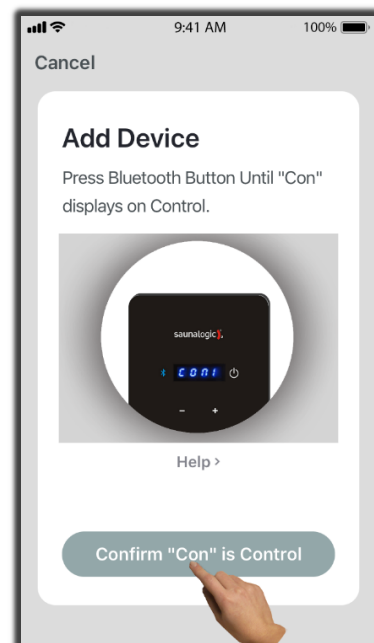 9:41 AM 100%
Cancel
Add Device
Press Bluetooth Button Until "Con"
displays on Control.
saunalogic
CON1
− +
Help >
Confirm "Con" is Control